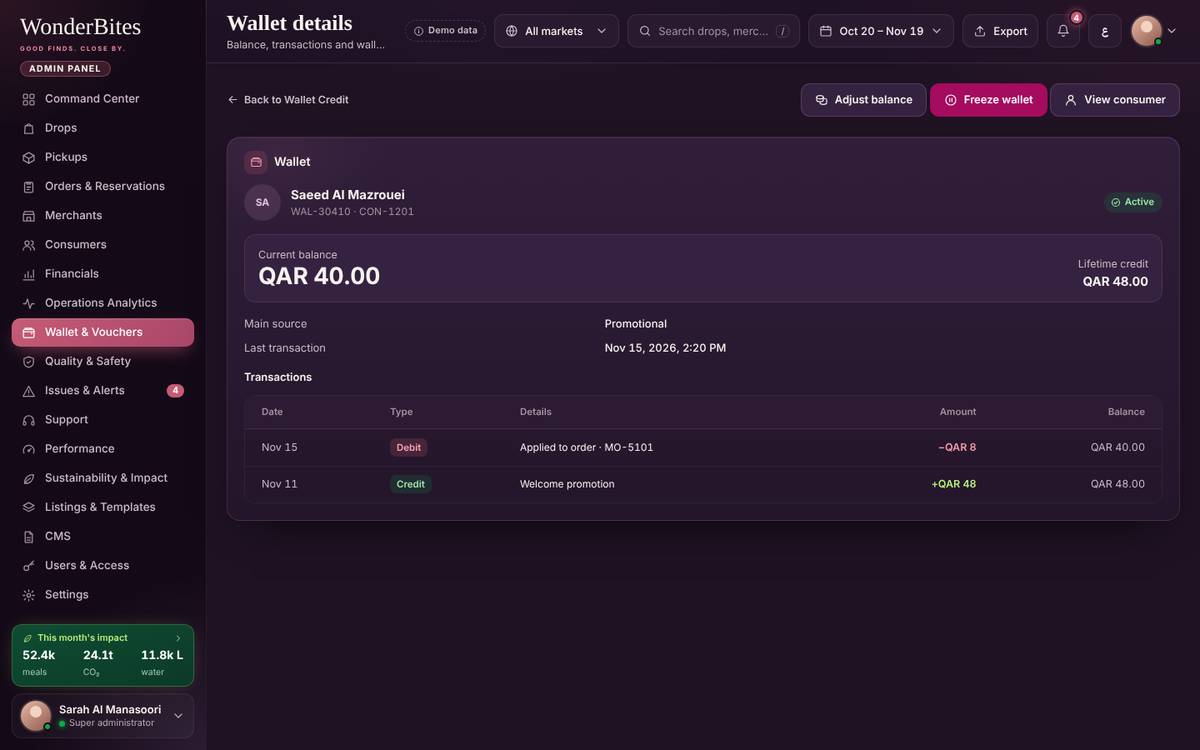 WonderBites
GOOD FINDS. CLOSE BY.
ADMIN PANEL
Command Center
Drops
Pickups
Orders & Reservations
Merchants
Consumers
Financials
Operations Analytics
Wallet & Vouchers
Quality & Safety
Issues & Alerts 4
Support
Performance
Sustainability & Impact
Listings & Templates
CMS
Users & Access
Settings
This month's impact
52.4k 24.1t 11.8k L
meals CO₂ water
Sarah Al Manasoori
Super administrator
Wallet details
Balance, transactions and wall...
Demo data
All markets
Search drops, merc... /
Oct 20 – Nov 19
Export
4
ع
Back to Wallet Credit
Adjust balance
Freeze wallet
View consumer
Wallet
SA
Saeed Al Mazrouei
WAL-30410 · CON-1201
Active
Current balance
QAR 40.00
Lifetime credit
QAR 48.00
Main source Promotional
Last transaction Nov 15, 2026, 2:20 PM
Transactions
Date Type Details Amount Balance
Nov 15 Debit Applied to order · MO-5101 −QAR 8 QAR 40.00
Nov 11 Credit Welcome promotion +QAR 48 QAR 48.00